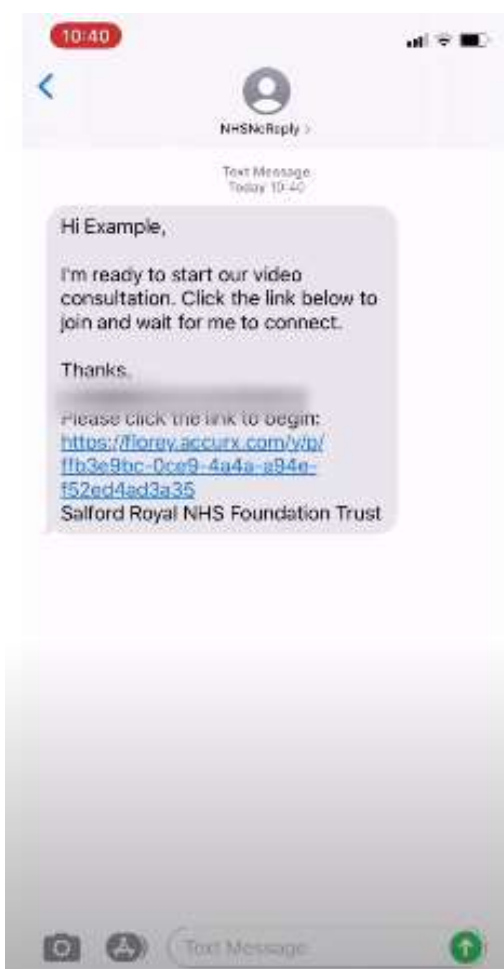 10:40
NHSNoReply >
Text Message
Today 10:40
Hi Example,
I'm ready to start our video
consultation. Click the link below to
join and wait for me to connect.
Thanks,
Please click the link to begin:
https://florey.accurx.com/v/p/
ffb3e9bc-0ce9-4a4a-a94e-
f52ed4ad3a35
Salford Royal NHS Foundation Trust
Text Message